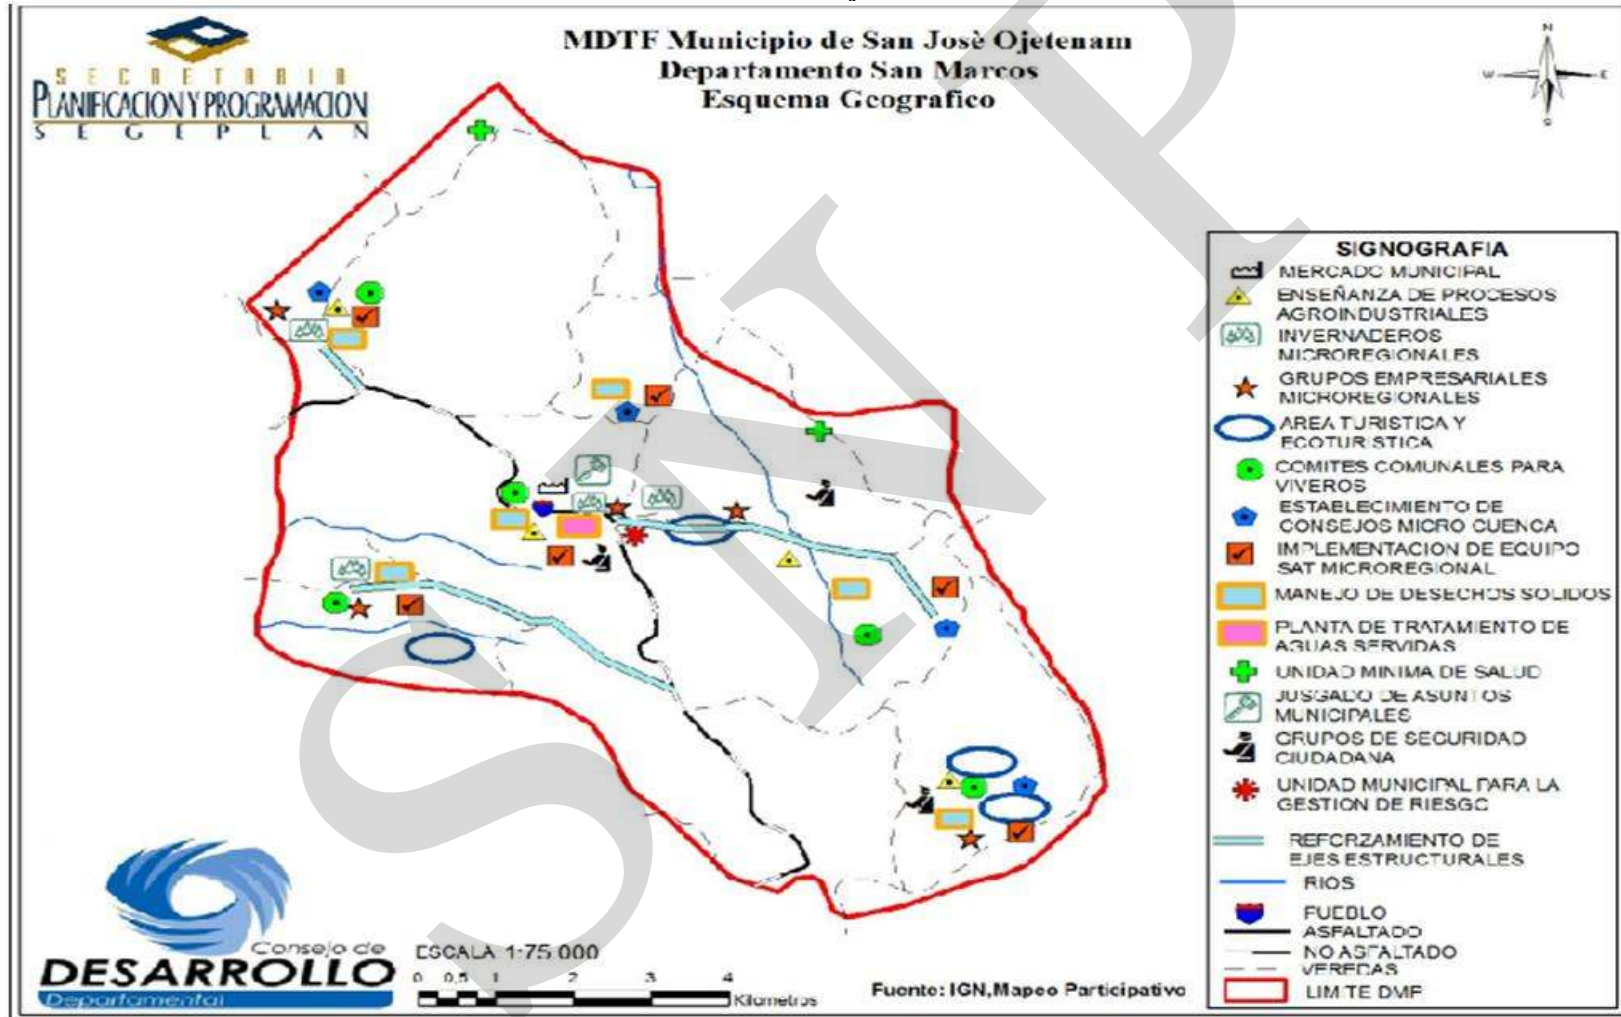 MDTF Municipio de San Josè Ojetenam
Departamento San Marcos
Esquema Geografico
SECRETARIA
PLANIFICACION Y PROGRAMACION
SEGEPLAN
N
W
E
S
SIGNOGRAFIA
MERCADO MUNICIPAL
ENSEÑANZA DE PROCESOS
AGROINDUSTRIALES
INVERNADEROS
MICROREGIONALES
GRUPOS EMPRESARIALES
MICROREGIONALES
AREA TURISTICA Y
ECOTURISTICA
COMITES COMUNALES PARA
VIVEROS
ESTABLECIMIENTO DE
CONSEJOS MICRO CUENCA
IMPLEMENTACION DE EQUIPO
SAT MICROREGIONAL
MANEJO DE DESECHOS SOLIDOS
PLANTA DE TRATAMIENTO DE
AGUAS SERVIDAS
UNIDAD MINIMA DE SALUD
JUSGADO DE ASUNTOS
MUNICIPALES
GRUPOS DE SEGURIDAD
CIUDADANA
UNIDAD MUNICIPAL PARA LA
GESTION DE RIESGO
REFORZAMIENTO DE
EJES ESTRUCTURALES
RIOS
PUEBLO
ASFALTADO
NO ASFALTADO
VEREDAS
LIMITE DMP
Consejo de
DESARROLLO
Departamental
ESCALA 1:75 000
0 0,5 1 2 3 4
Kilometros
Fuente: IGN,Mapeo Participativo